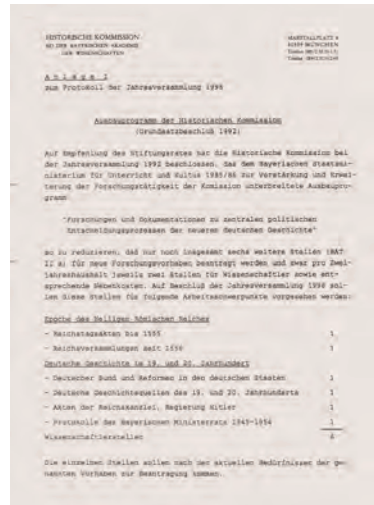 HISTORISCHE KOMMISSION
BEI DER BAYERISCHEN AKADEMIE
DER WISSENSCHAFTEN
MARSTALLPLATZ 8
80539 MÜNCHEN
Anlage 1
zum Protokoll der Jahresversammlung 1998
Ausbauprogramm der Historischen Kommission
(Grundsatzbeschluß 1992)
Auf Empfehlung des Stiftungsrates hat die Historische Kommission bei
der Jahresversammlung 1992 beschlossen, das dem Bayerischen Staatsmi-
nisterium für Unterricht und Kultus 1985/86 zur Verstärkung und Erwei-
terung der Forschungstätigkeit der Komission unterbreitete Ausbaupro-
gramm
"Forschungen und Dokumentationen zu zentralen politischen
Entscheidungsprozessen der neueren deutschen Geschichte"
so zu reduzieren, daß nur noch insgesamt sechs weitere Stellen (BAT
II a) für neue Forschungsvorhaben beantragt werden und zwar pro Zwei-
jahreshaushalt jeweils zwei Stellen für Wissenschaftler sowie ent-
sprechende Nebenkosten. Auf Beschluß der Jahresversammlung 1998 sol-
len diese Stellen für folgende Arbeitsschwerpunkte vorgesehen werden:
Epoche des Heiligen Römischen Reiches
- Reichstagsakten bis 1555 1
- Reichsversammlungen seit 1556 1
Deutsche Geschichte im 19. und 20. Jahrhundert
- Deutscher Bund und Reformen in den deutschen Staaten 1
- Deutsche Geschichtsquellen des 19. und 20. Jahrhunderts 1
- Akten der Reichskanzlei, Regierung Hitler 1
- Protokolle des Bayerischen Ministerrats 1945-1954 1
Wissenschaftlerstellen 6
Die einzelnen Stellen sollen nach den aktuellen Bedürfnissen der ge-
nannten Vorhaben zur Beantragung kommen.